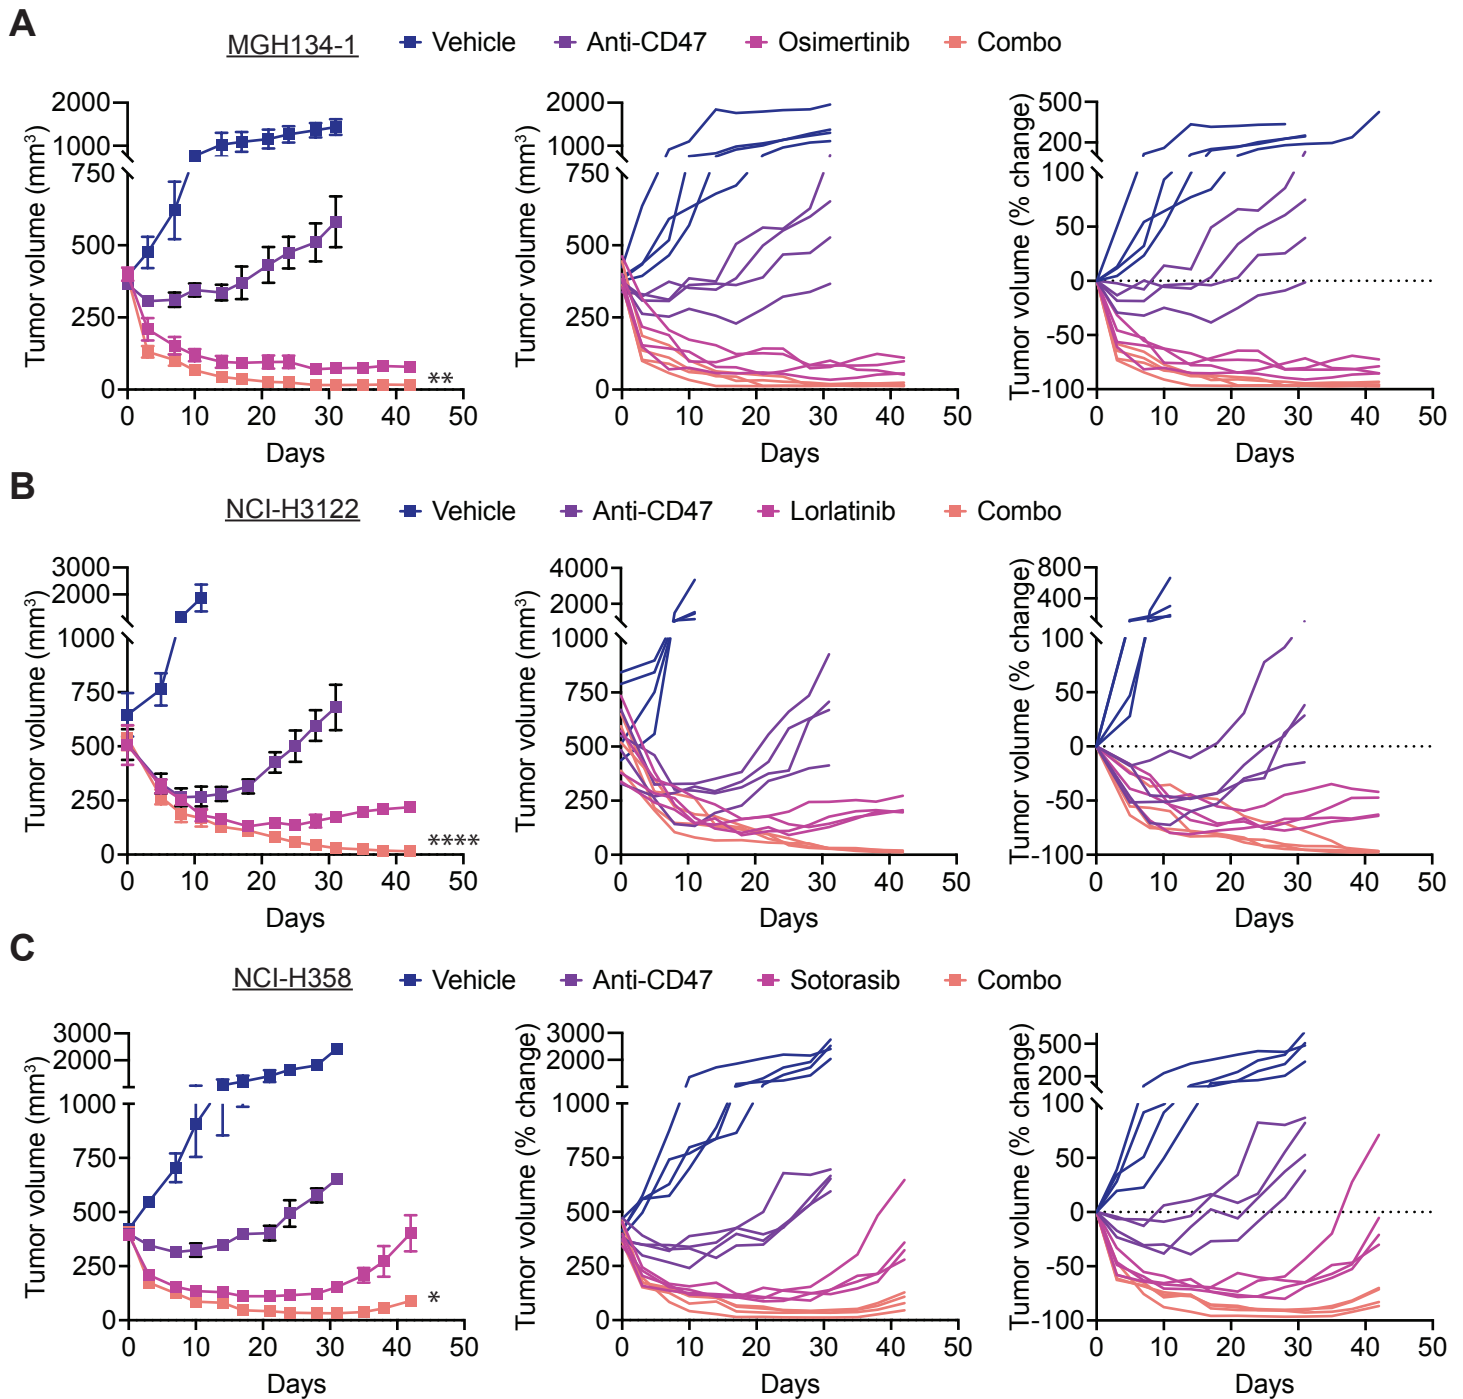 A
MGH134-1 Vehicle Anti-CD47 Osimertinib Combo
Tumor volume (mm³)
2000
1000
750
500
250
0
0 10 20 30 40 50
Days
**
Tumor volume (mm³)
2000
1000
750
500
250
0
0 10 20 30 40 50
Days
Tumor volume (% change)
500
200
100
50
0
-50
-100
0 10 20 30 40 50
Days
B
NCI-H3122 Vehicle Anti-CD47 Lorlatinib Combo
Tumor volume (mm³)
3000
2000
1000
750
500
250
0
0 10 20 30 40 50
Days
****
Tumor volume (mm³)
4000
2000
1000
750
500
250
0
0 10 20 30 40 50
Days
Tumor volume (% change)
800
400
100
50
0
-50
-100
0 10 20 30 40 50
Days
C
NCI-H358 Vehicle Anti-CD47 Sotorasib Combo
Tumor volume (mm³)
3000
2000
1000
750
500
250
0
0 10 20 30 40 50
Days
*
Tumor volume (% change)
3000
2000
1000
750
500
250
0
0 10 20 30 40 50
Days
Tumor volume (% change)
500
200
100
50
0
-50
-100
0 10 20 30 40 50
Days